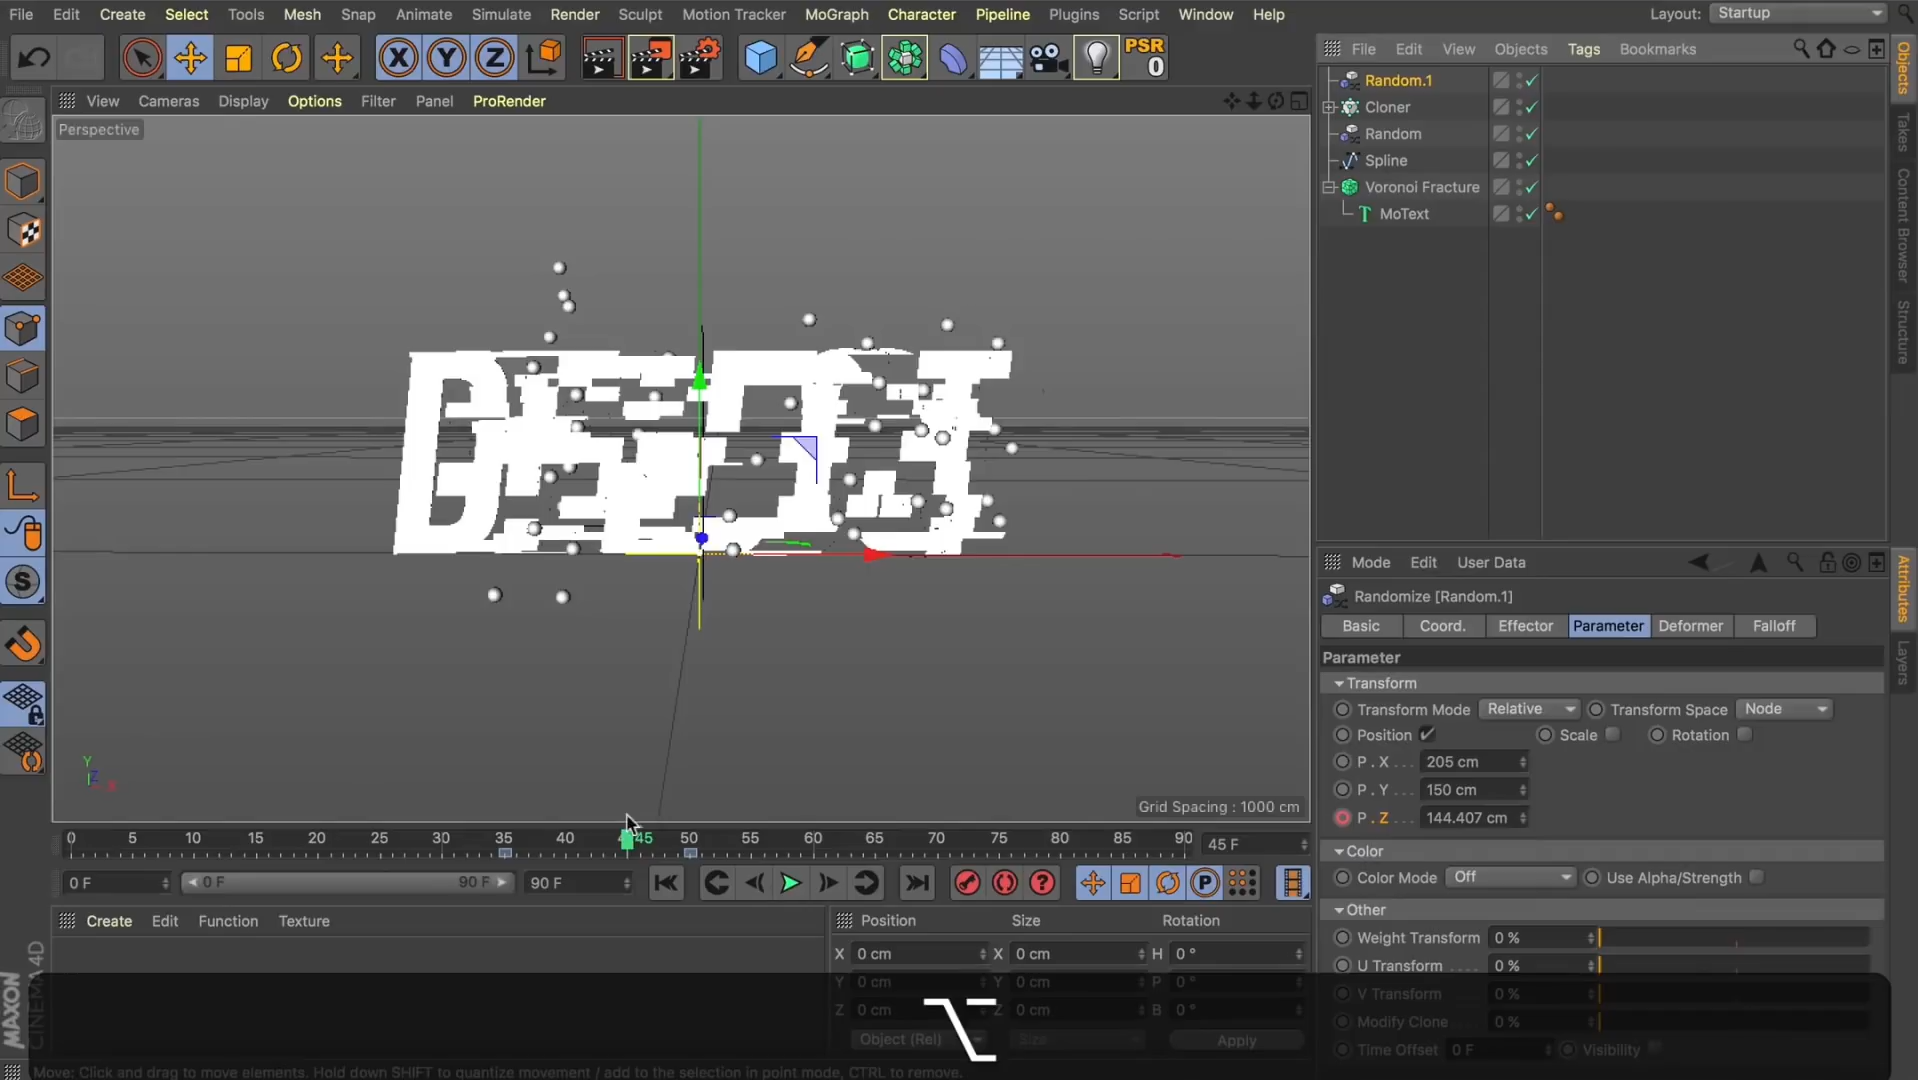 File Edit Create Select Tools Mesh Snap Animate Simulate Render Sculpt Motion Tracker MoGraph Character Pipeline Plugins Script Window Help Layout: Startup
X Y Z PSR 0
File Edit View Objects Tags Bookmarks
Random.1
Cloner
Random
Spline
Voronoi Fracture
MoText
Objects
Takes
Content Browser
Structure
View Cameras Display Options Filter Panel ProRender
Perspective
Grid Spacing : 1000 cm
Mode Edit User Data
Randomize [Random.1]
Basic Coord. Effector Parameter Deformer Falloff
Parameter
Transform
Transform Mode Relative Transform Space Node
Position Scale Rotation
P . X . . . 205 cm
P . Y . . . 150 cm
P . Z . . . 144.407 cm
Color
Color Mode Off Use Alpha/Strength
Other
Weight Transform 0 %
U Transform . . . . 0 %
V Transform 0 %
Modify Clone 0 %
Time Offset 0 F Visibility
Attributes
Layers
0 5 10 15 20 25 30 35 40 45 50 55 60 65 70 75 80 85 90 45 F
0 F 0 F 90 F 90 F
Create Edit Function Texture
Position Size Rotation
X 0 cm X 0 cm H 0 °
Y 0 cm Y 0 cm P 0 °
Z 0 cm Z 0 cm B 0 °
Object (Rel) Size Apply
MAXON CINEMA 4D
Move: Click and drag to move elements. Hold down SHIFT to quantize movement / add to the selection in point mode, CTRL to remove.